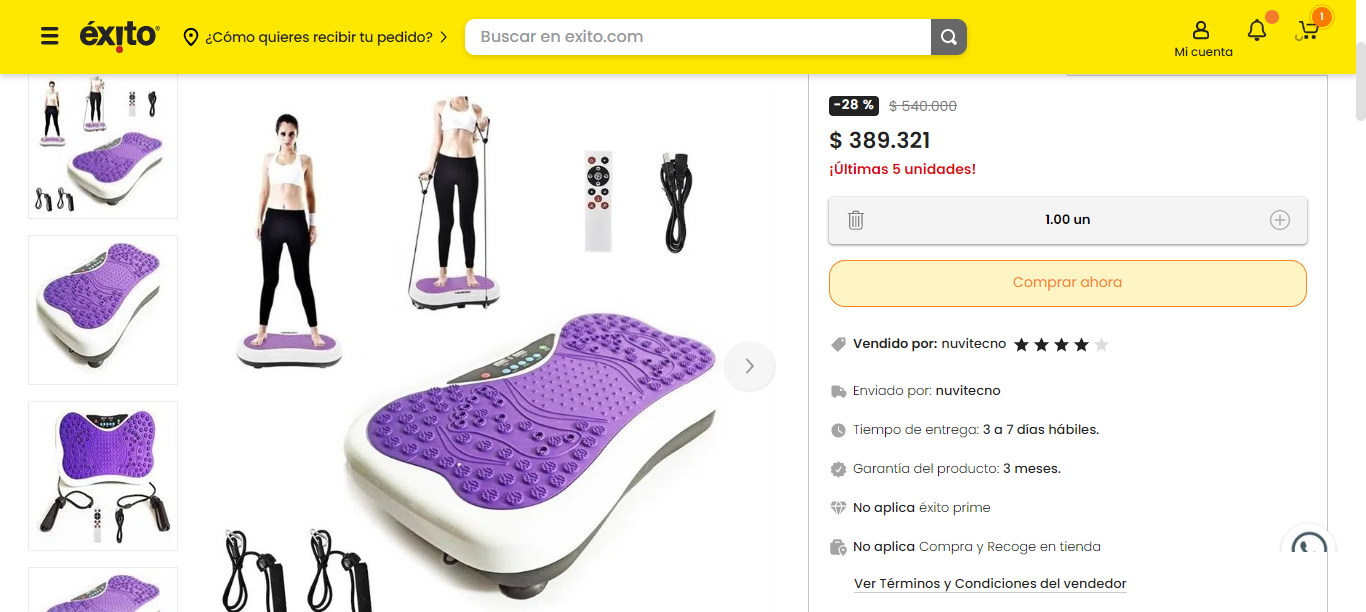 éxito
¿Cómo quieres recibir tu pedido?
Buscar en exito.com
1
Mi cuenta
-28 % $ 540.000
$ 389.321
¡Últimas 5 unidades!
1.00 un
Comprar ahora
Vendido por: nuvitecno
Enviado por: nuvitecno
Tiempo de entrega: 3 a 7 días hábiles.
Garantía del producto: 3 meses.
No aplica éxito prime
No aplica Compra y Recoge en tienda
Ver Términos y Condiciones del vendedor